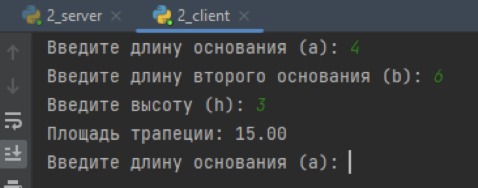 2_server 2_client
Введите длину основания (a): 4
Введите длину второго основания (b): 6
Введите высоту (h): 3
Площадь трапеции: 15.00
Введите длину основания (a):